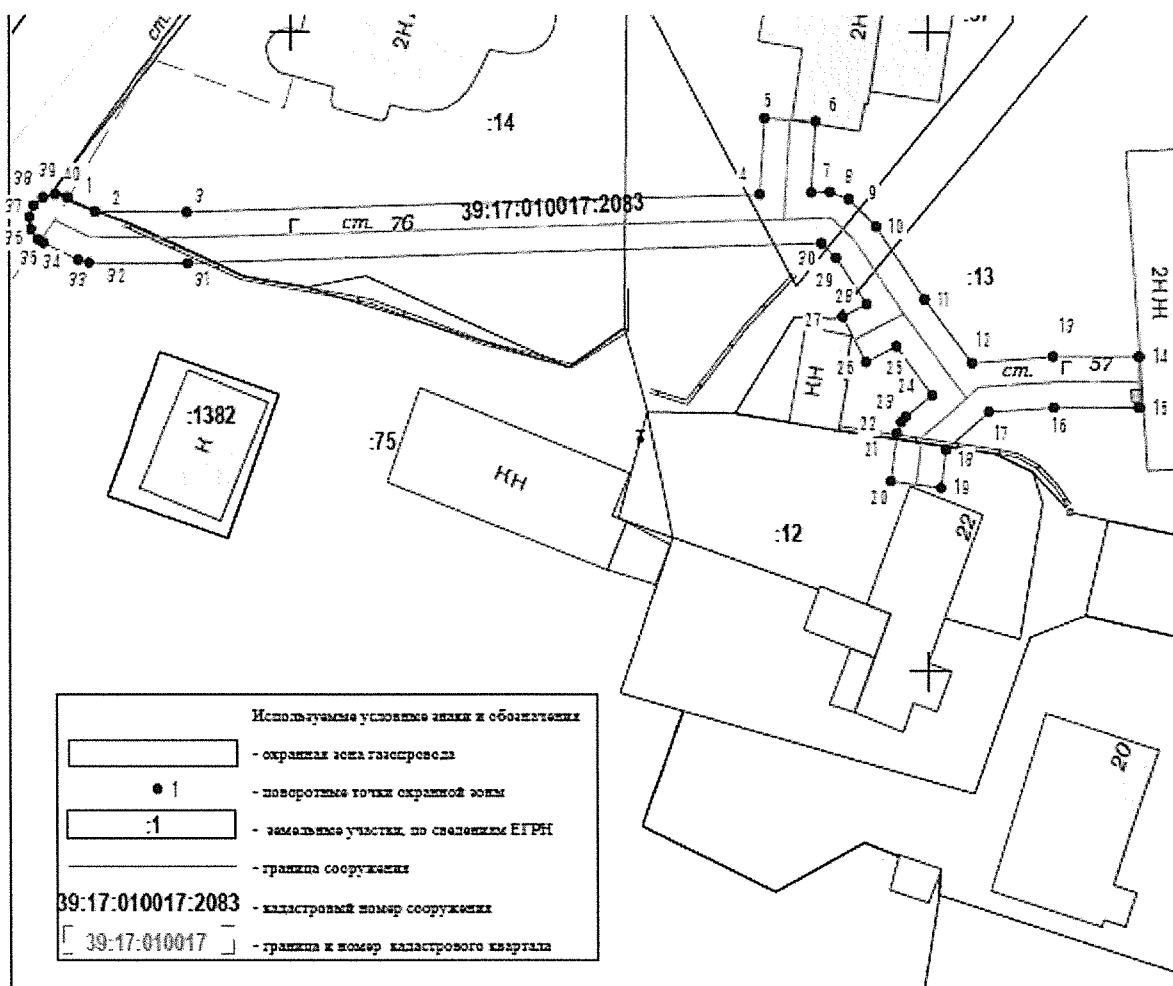 ст.
2Н
2Н
:14
5
6
38
39
40
1
2
3
4
7
8
9
10
37
39:17:010017:2083
Г
ст. 76
36
35
34
33
32
31
30
29
28
27
:13
11
2НН
12
13
14
26
25
24
23
22
21
КН
ст.
Г
57
15
16
17
18
19
20
:1382
Н
:75
КН
22
:12
20
Используемые условные знаки и обозначения
- охранная зона газопровода
1 - поворотные точки охранной зоны
:1 - земельные участки, по сведениям ЕГРН
- граница сооружения
39:17:010017:2083 - кадастровый номер сооружения
39:17:010017 - граница и номер кадастрового квартала